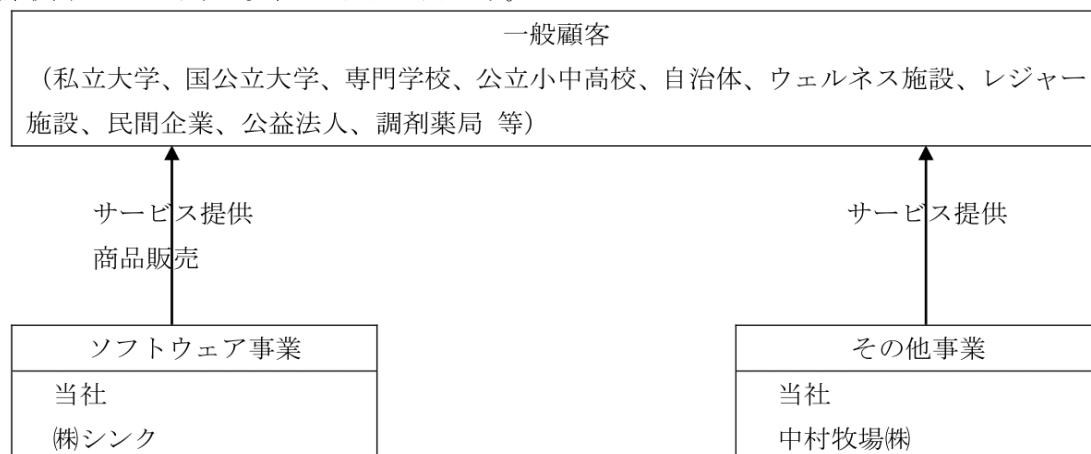 一般顧客
(私立大学、国公立大学、専門学校、公立小中高校、自治体、ウェルネス施設、レジャー
施設、民間企業、公益法人、調剤薬局 等)
サービス提供
商品販売
サービス提供
ソフトウェア事業
当社
㈱シンク
その他事業
当社
中村牧場㈱